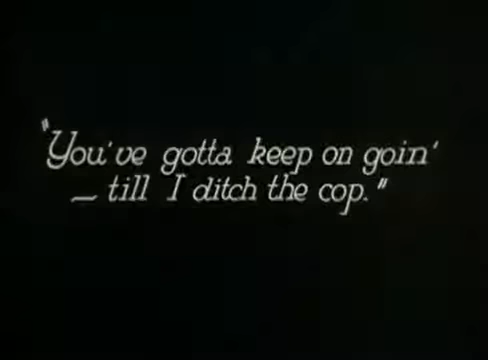 "You've gotta keep on goin'
— till I ditch the cop."